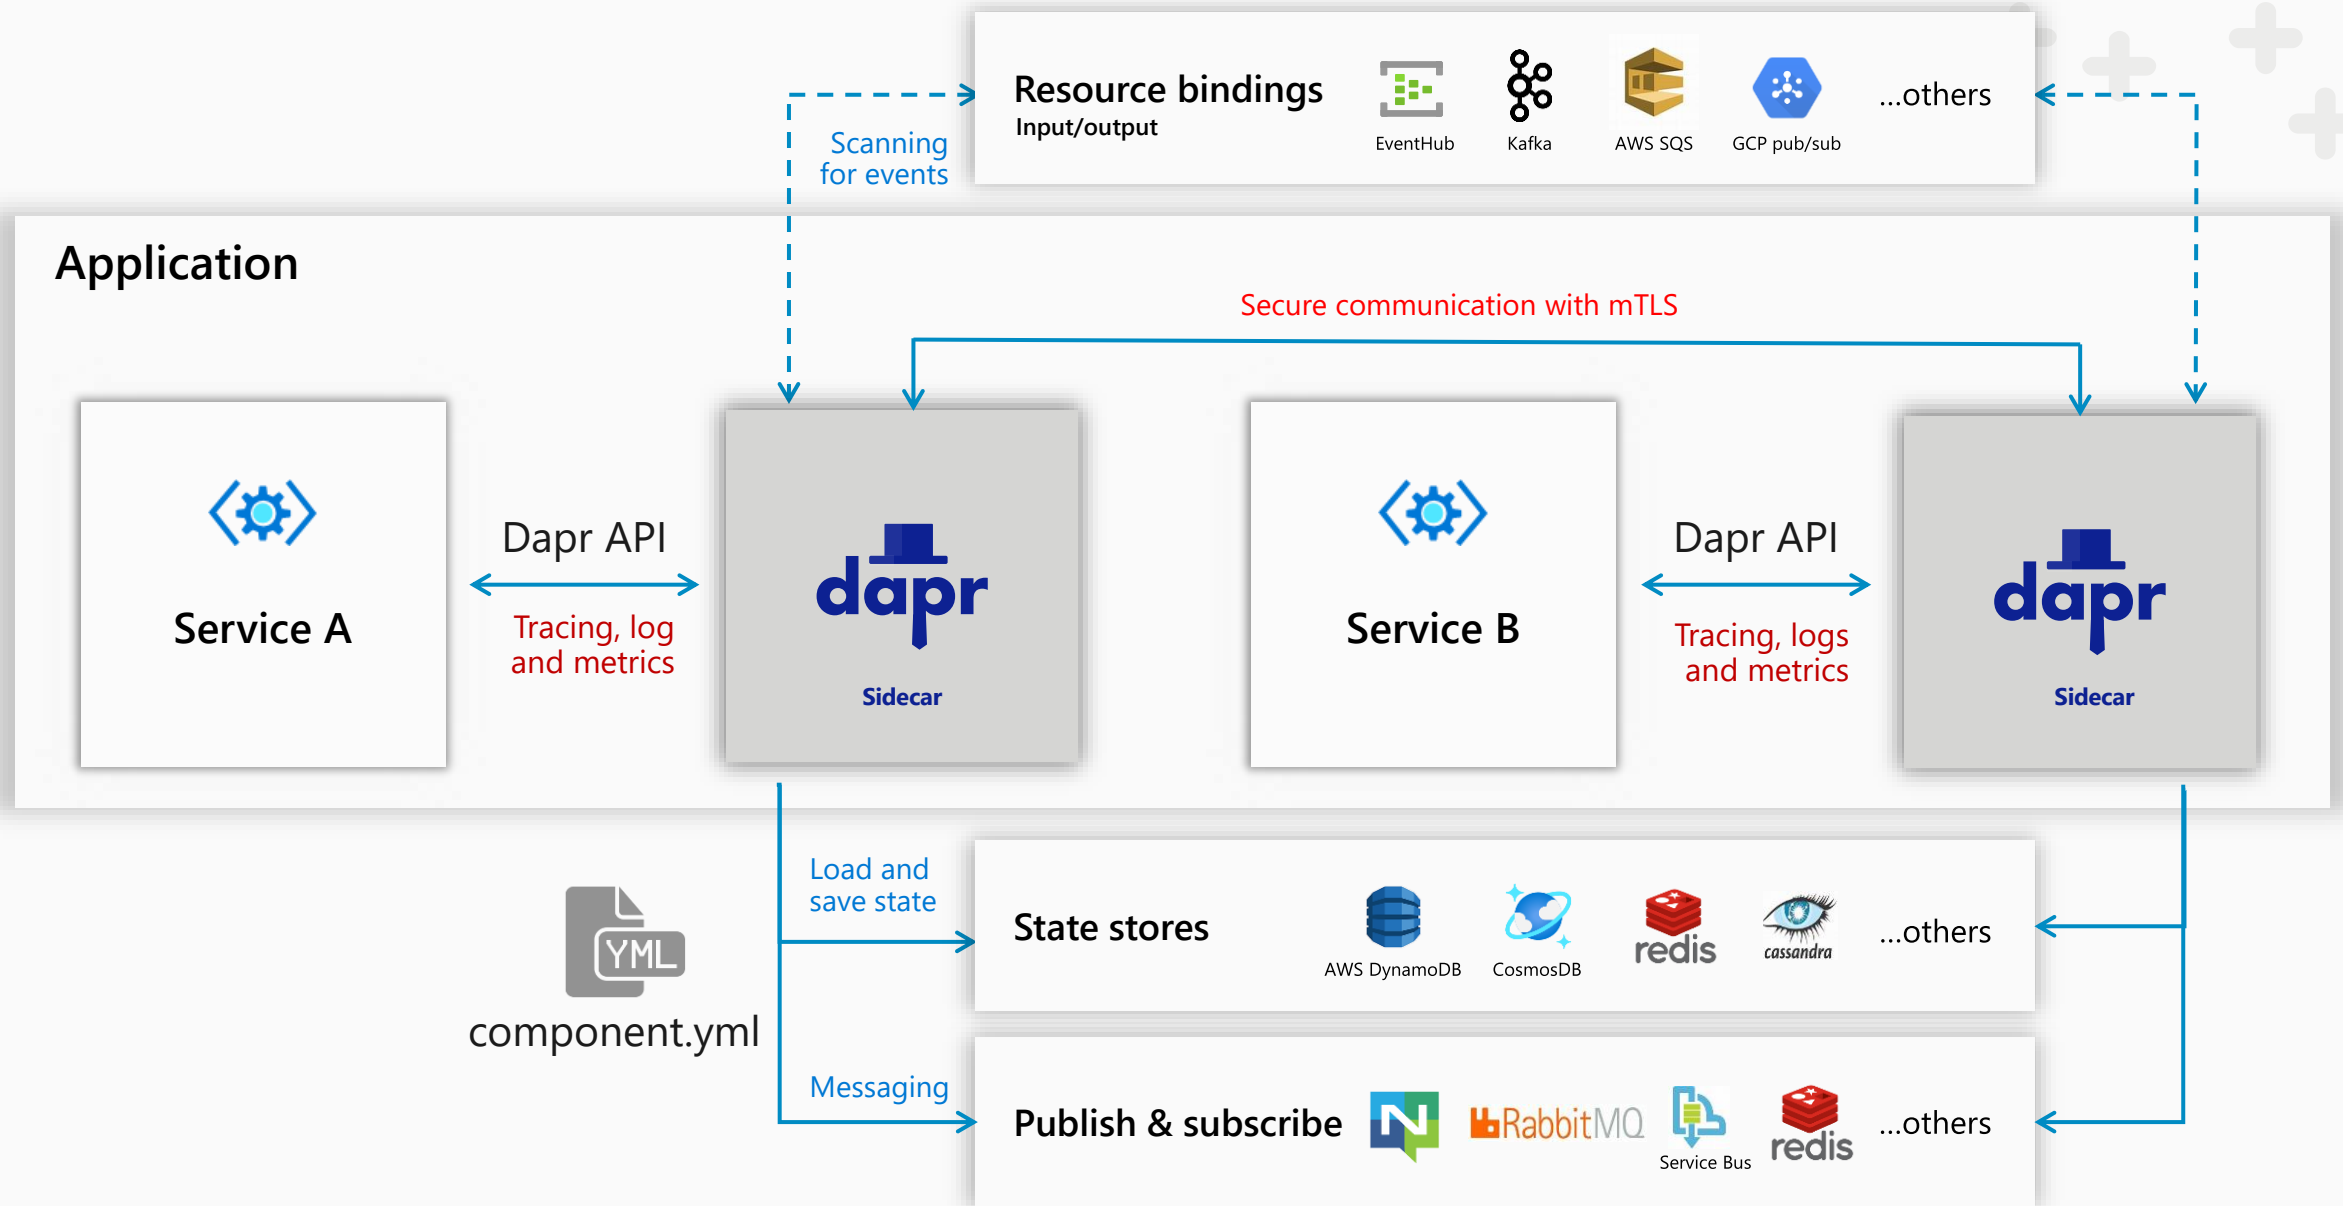 Resource bindings
Input/output
EventHub
Kafka
AWS SQS
GCP pub/sub
...others
Scanning
for events
Application
Secure communication with mTLS
Service A
Dapr API
Tracing, log
and metrics
dapr
Sidecar
Service B
Dapr API
Tracing, logs
and metrics
dapr
Sidecar
Load and
save state
YML
component.yml
State stores
AWS DynamoDB
CosmosDB
redis
cassandra
...others
Messaging
Publish & subscribe
N
RabbitMQ
Service Bus
redis
...others